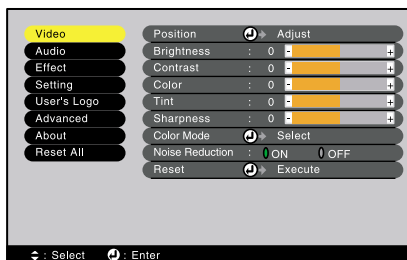 Video
Audio
Effect
Setting
User's Logo
Advanced
About
Reset All
Position Adjust
Brightness : 0 - +
Contrast : 0 - +
Color : 0 - +
Tint : 0 - +
Sharpness : 0 - +
Color Mode Select
Noise Reduction : ON OFF
Reset Execute
: Select : Enter